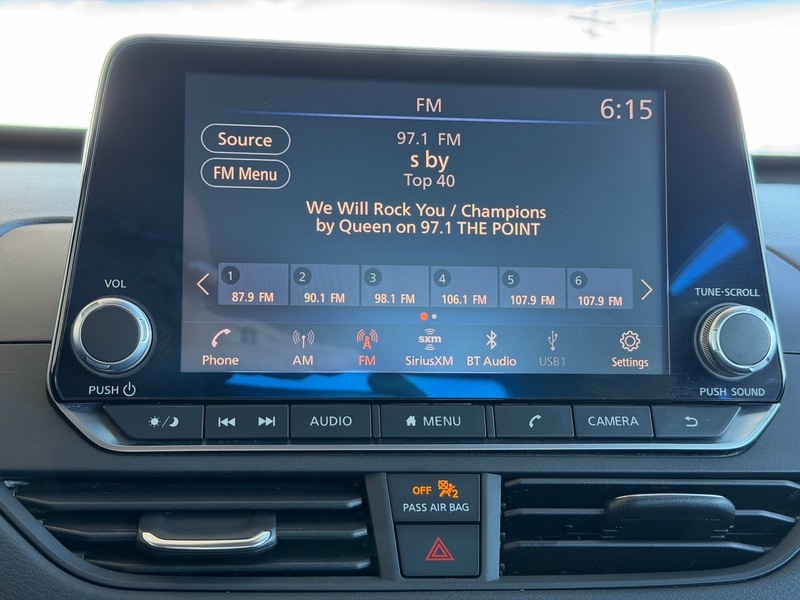 FM
6:15
Source
FM Menu
97.1 FM
s by
Top 40
We Will Rock You / Champions
by Queen on 97.1 THE POINT
1
87.9 FM
2
90.1 FM
3
98.1 FM
4
106.1 FM
5
107.9 FM
6
107.9 FM
Phone
AM
FM
sxm
SiriusXM
BT Audio
USB1
Settings
VOL
PUSH
TUNE·SCROLL
PUSH SOUND
AUDIO
MENU
CAMERA
OFF 2
PASS AIR BAG